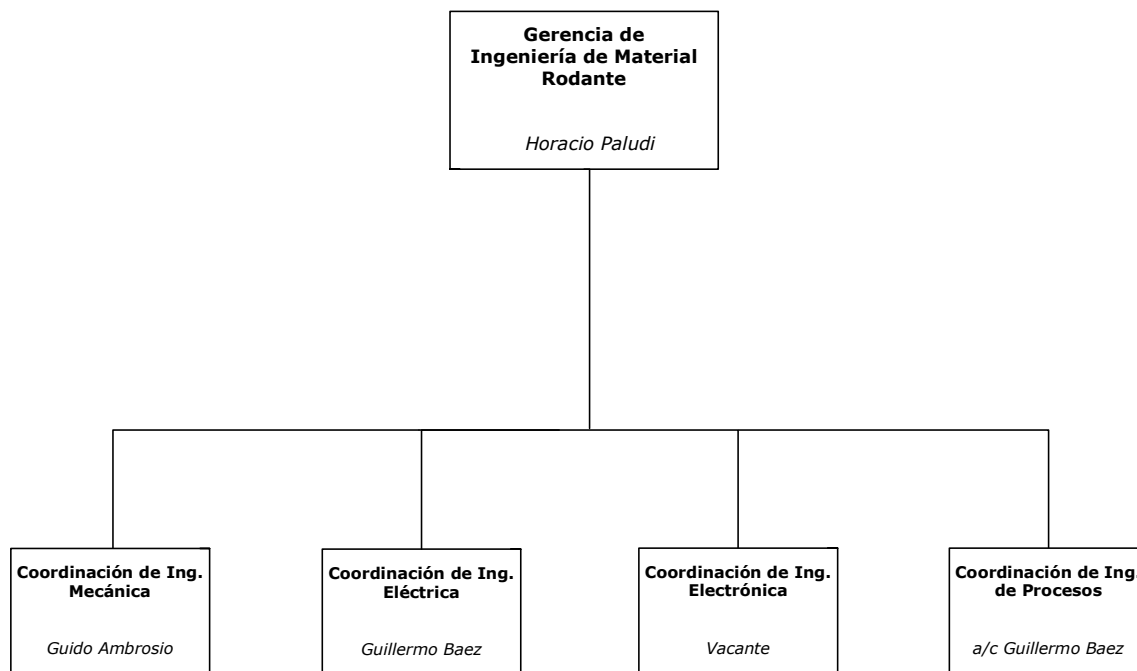 Gerencia de
Ingeniería de Material
Rodante
Horacio Paludi
Coordinación de Ing.
Mecánica
Guido Ambrosio
Coordinación de Ing.
Eléctrica
Guillermo Baez
Coordinación de Ing.
Electrónica
Vacante
Coordinación de Ing.
de Procesos
a/c Guillermo Baez